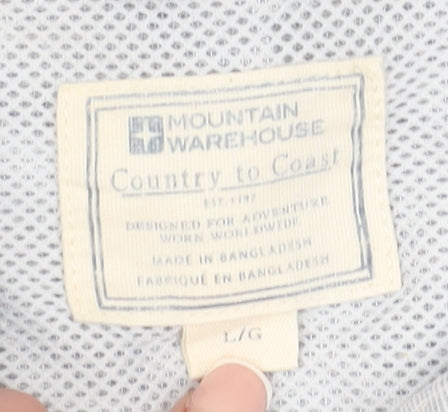 MOUNTAIN
WAREHOUSE
Country to Coast
EST. 1997
DESIGNED FOR ADVENTURE
WORN WORLDWIDE
MADE IN BANGLADESH
FABRIQUÉ EN BANGLADESH
L/G